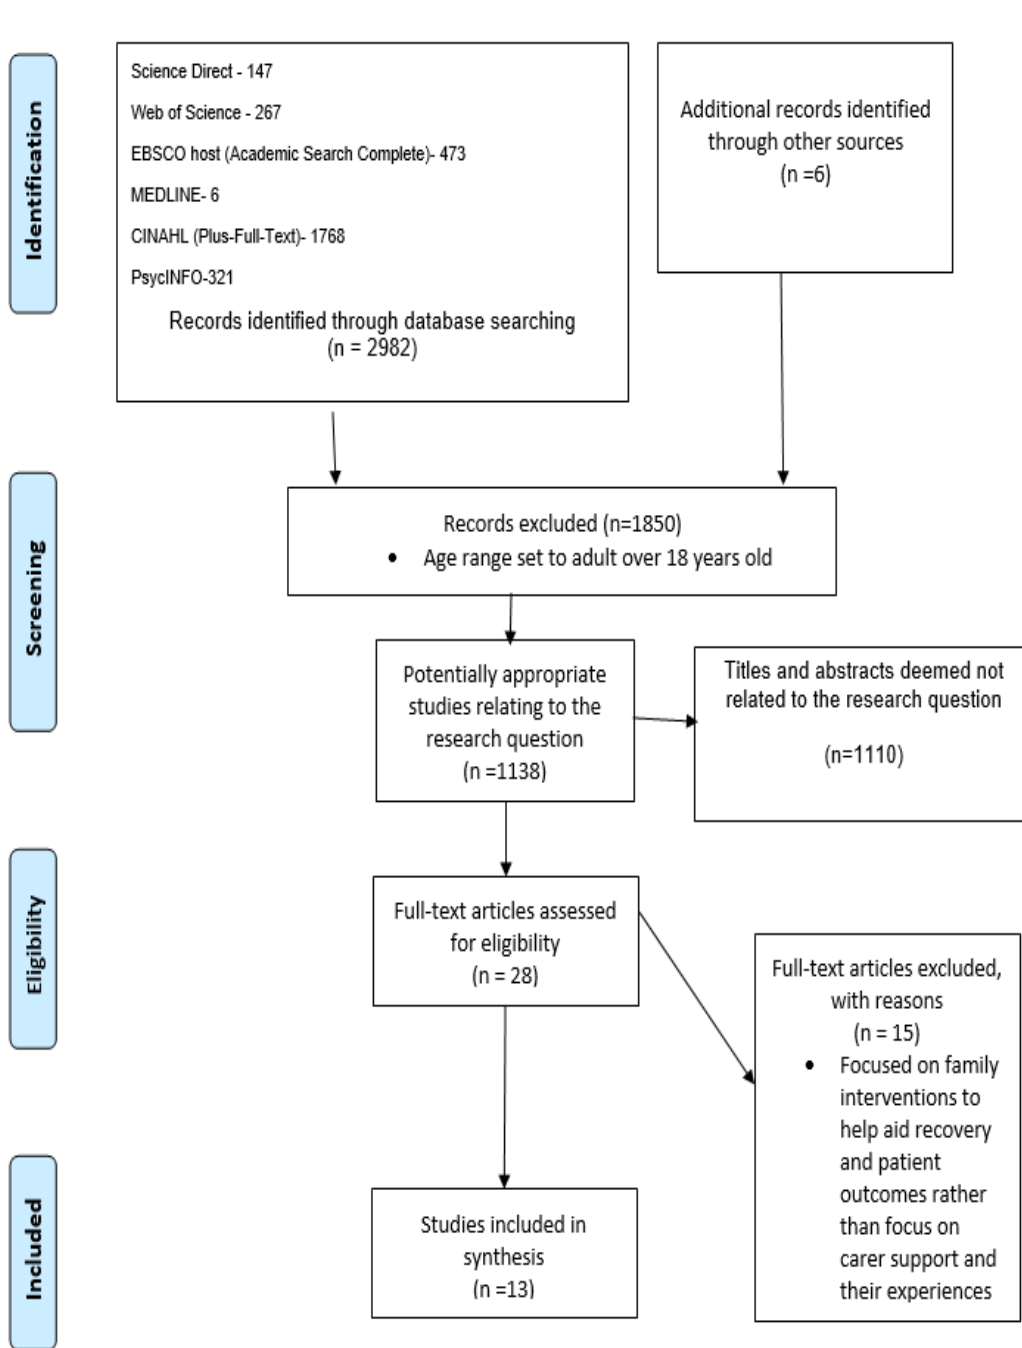 Identification
Science Direct - 147
Web of Science - 267
EBSCO host (Academic Search Complete)- 473
MEDLINE- 6
CINAHL (Plus-Full-Text)- 1768
PsycINFO-321
Records identified through database searching
(n = 2982)
Additional records identified
through other sources
(n =6)
Screening
Records excluded (n=1850)
• Age range set to adult over 18 years old
Potentially appropriate
studies relating to the
research question
(n =1138)
Titles and abstracts deemed not
related to the research question
(n=1110)
Eligibility
Full-text articles assessed
for eligibility
(n = 28)
Full-text articles excluded,
with reasons
(n = 15)
• Focused on family
interventions to
help aid recovery
and patient
outcomes rather
than focus on
carer support and
their experiences
Included
Studies included in
synthesis
(n =13)